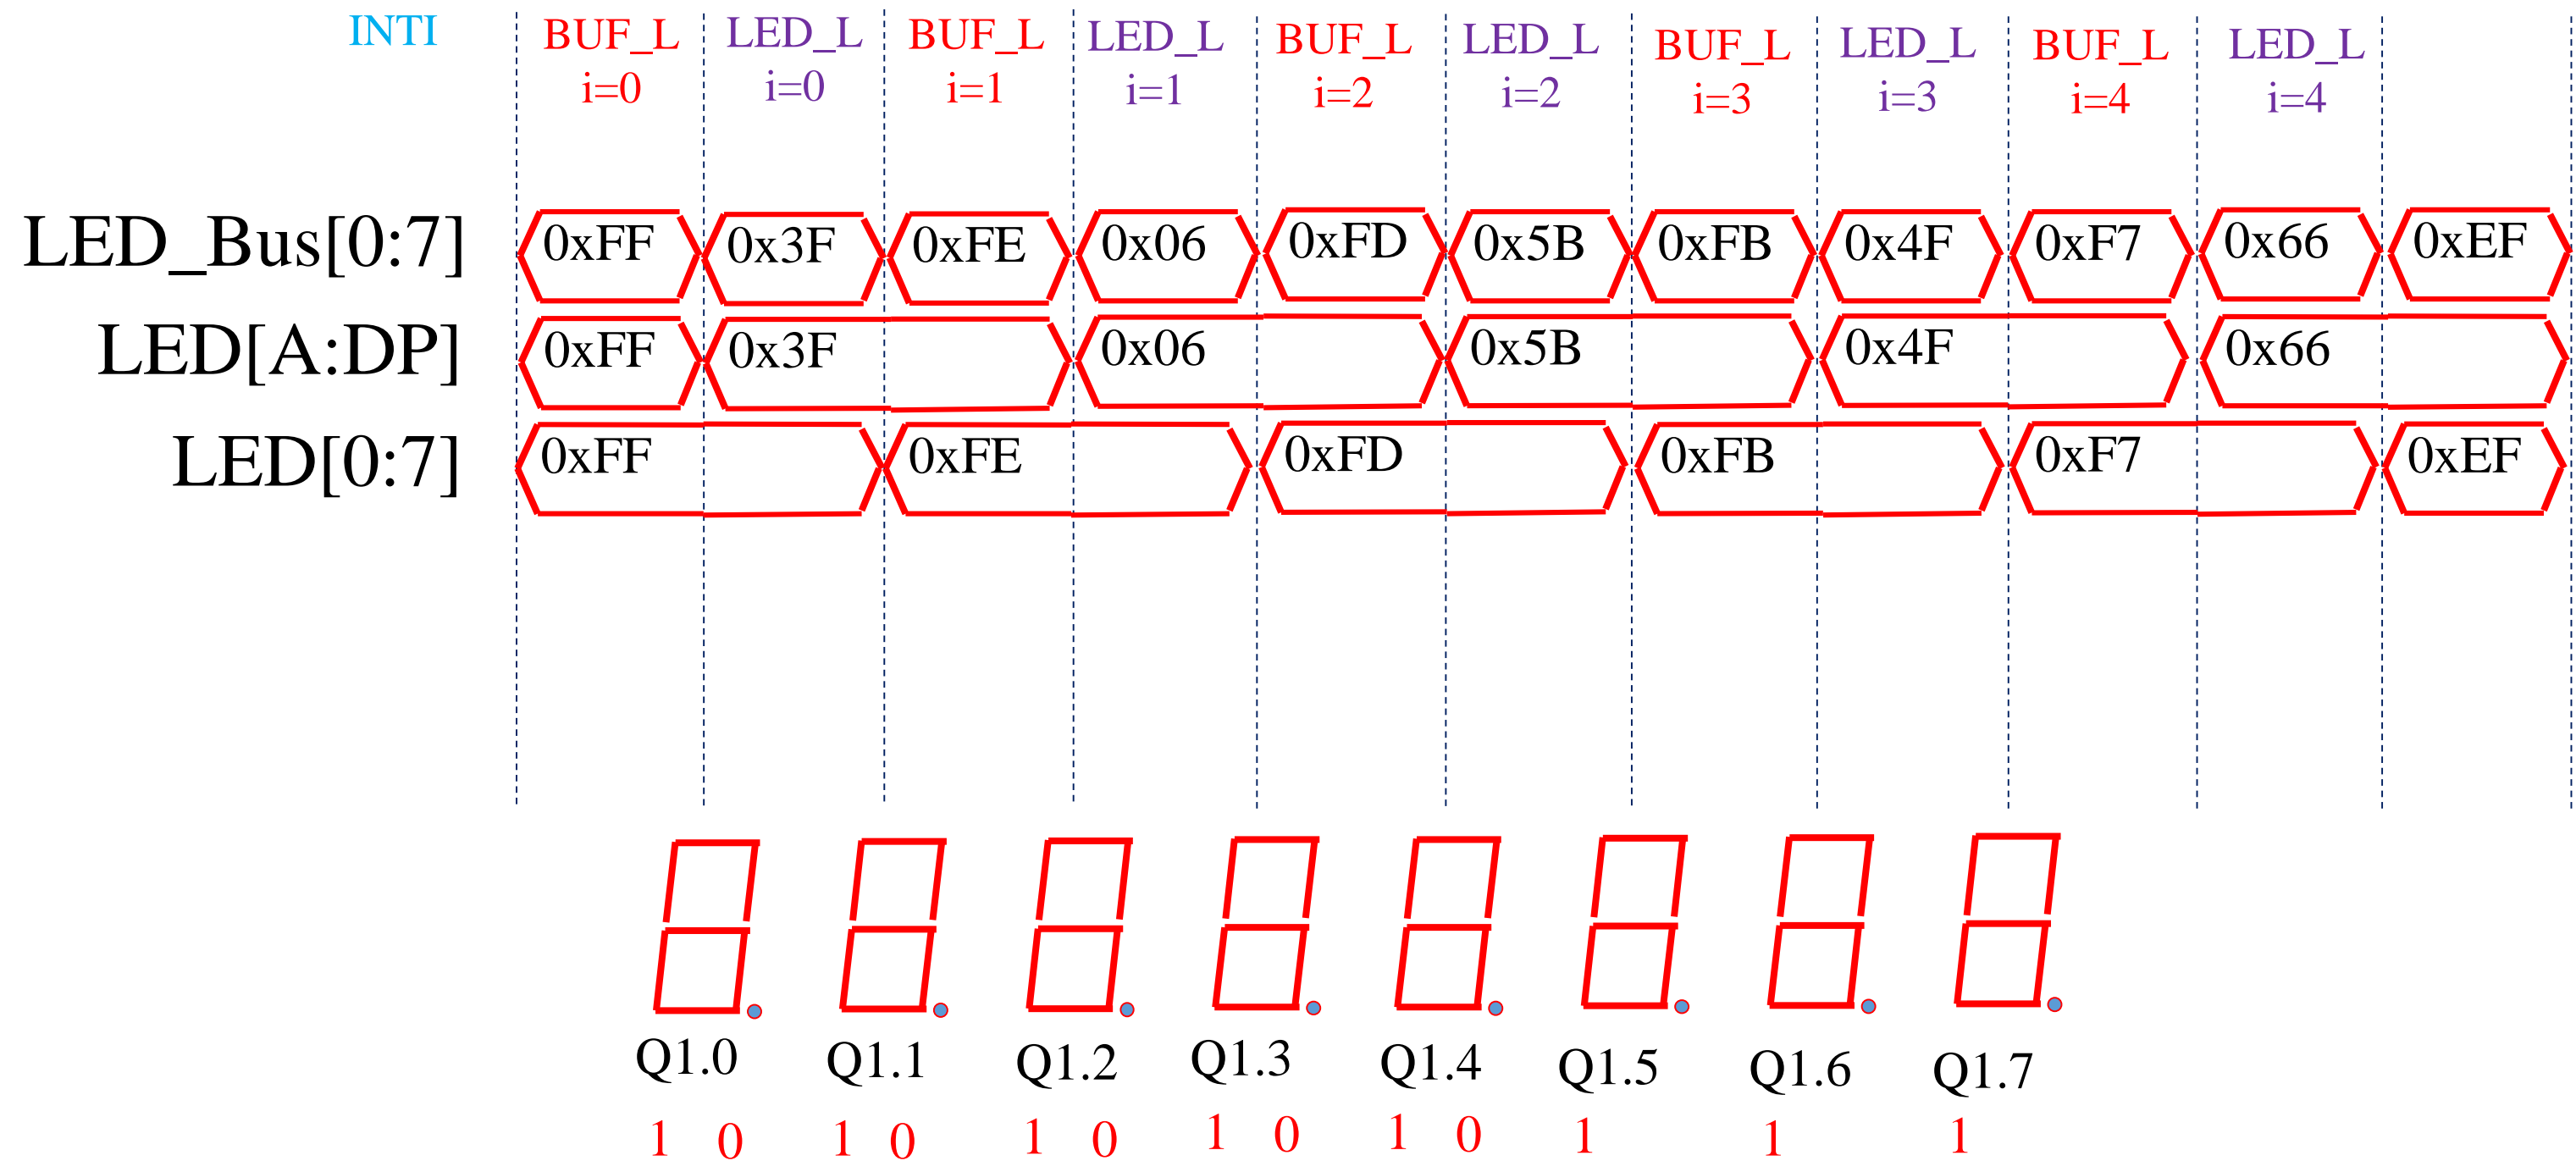 INTI BUF_L LED_L BUF_L LED_L BUF_L LED_L BUF_L LED_L BUF_L LED_L
i=0 i=0 i=1 i=1 i=2 i=2 i=3 i=3 i=4 i=4
LED_Bus[0:7] 0xFF 0x3F 0xFE 0x06 0xFD 0x5B 0xFB 0x4F 0xF7 0x66 0xEF
LED[A:DP] 0xFF 0x3F 0x06 0x5B 0x4F 0x66
LED[0:7] 0xFF 0xFE 0xFD 0xFB 0xF7 0xEF
Q1.0 Q1.1 Q1.2 Q1.3 Q1.4 Q1.5 Q1.6 Q1.7
1 0 1 0 1 0 1 0 1 0 1 1 1